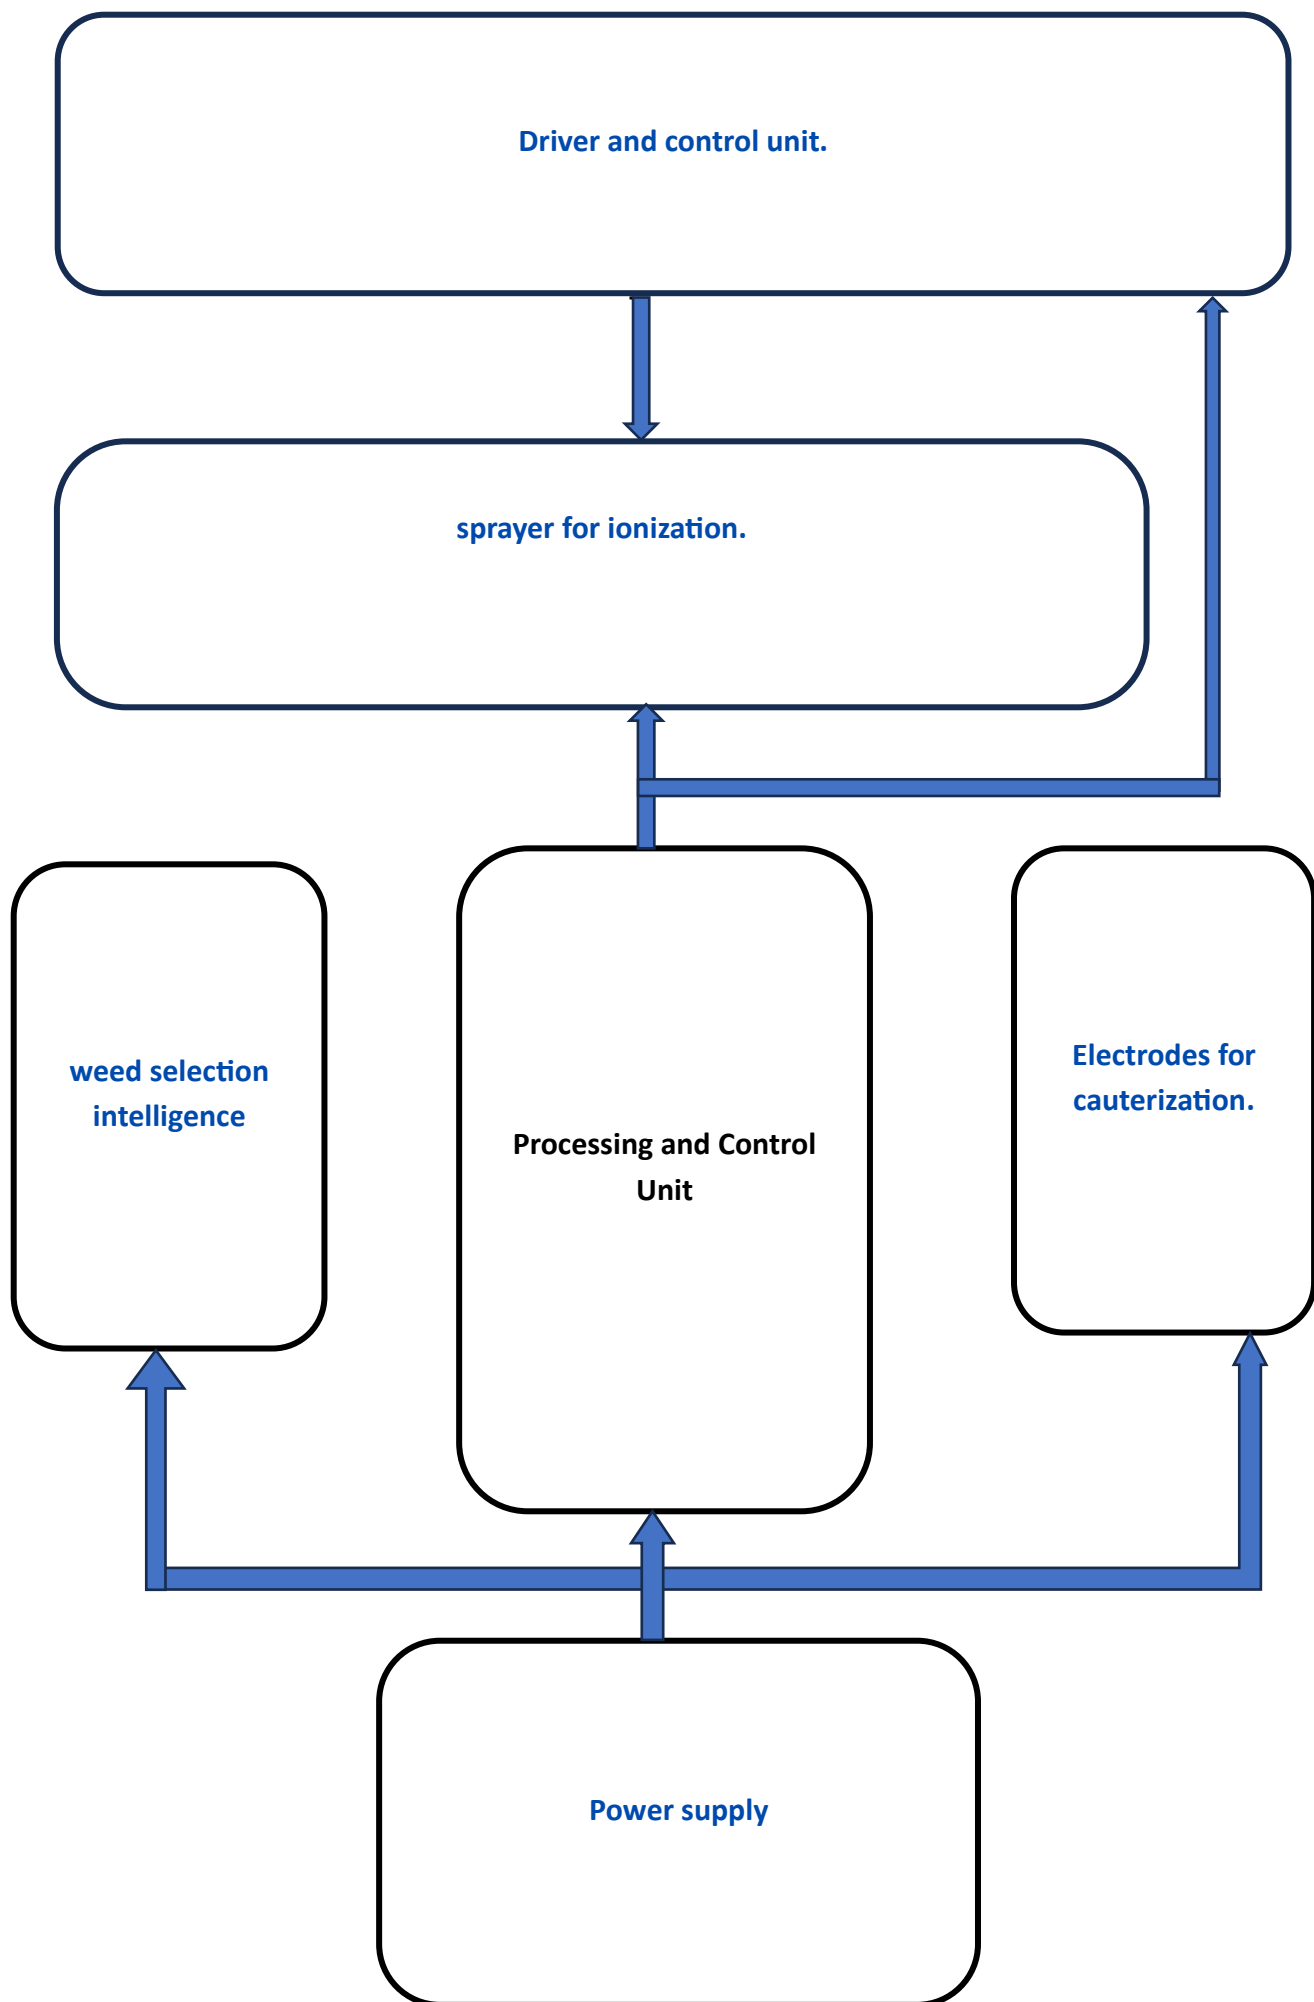 Driver and control unit.
sprayer for ionization.
weed selection
intelligence
Processing and Control
Unit
Electrodes for
cauterization.
Power supply